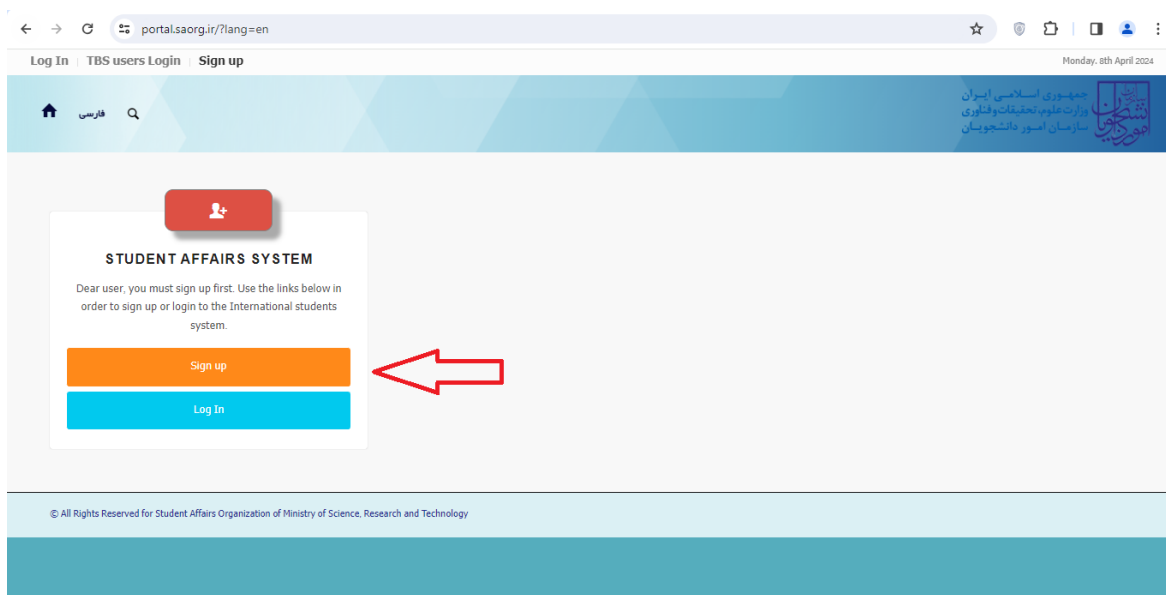 portal.saorg.ir/?lang=en
Log In | TBS users Login | Sign up
Monday. 8th April 2024
فارسی
جمهوری اسلامی ایران
وزارت علوم، تحقیقات و فناوری
سازمان امور دانشجویان
STUDENT AFFAIRS SYSTEM
Dear user, you must sign up first. Use the links below in
order to sign up or login to the International students
system.
Sign up
Log In
© All Rights Reserved for Student Affairs Organization of Ministry of Science, Research and Technology